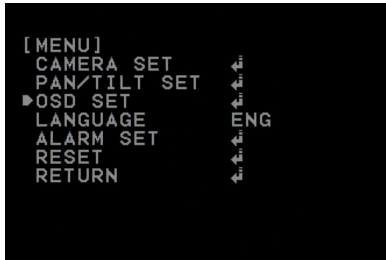 [MENU]
CAMERA SET ↲
PAN/TILT SET ↲
OSD SET ↲
LANGUAGE ENG
ALARM SET ↲
RESET ↲
RETURN ↲